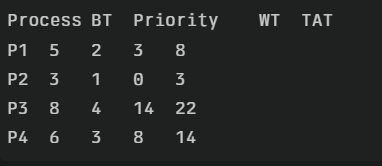 Process BT Priority WT TAT
P1 5 2 3 8
P2 3 1 0 3
P3 8 4 14 22
P4 6 3 8 14